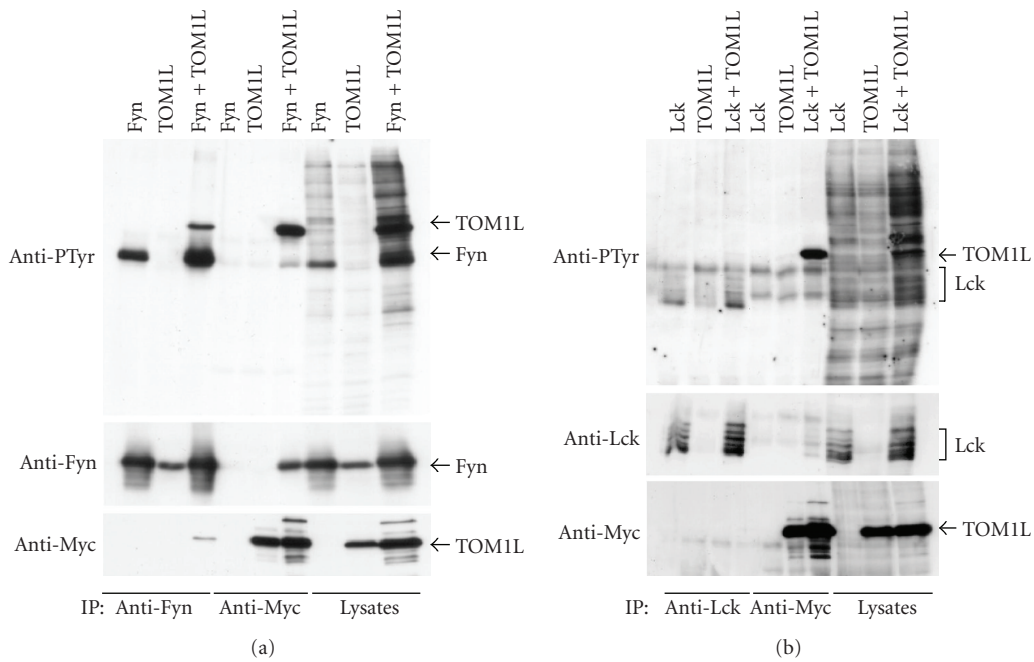 Fyn
TOM1L
Fyn + TOM1L
Fyn
TOM1L
Fyn + TOM1L
Fyn
TOM1L
Fyn + TOM1L
Anti-PTyr
← TOM1L
← Fyn
Anti-Fyn
← Fyn
Anti-Myc
← TOM1L
IP: Anti-Fyn Anti-Myc Lysates
(a)
Lck
TOM1L
Lck + TOM1L
Lck
TOM1L
Lck + TOM1L
Lck
TOM1L
Lck + TOM1L
Anti-PTyr
← TOM1L
Lck
Anti-Lck
Lck
Anti-Myc
← TOM1L
IP: Anti-Lck Anti-Myc Lysates
(b)